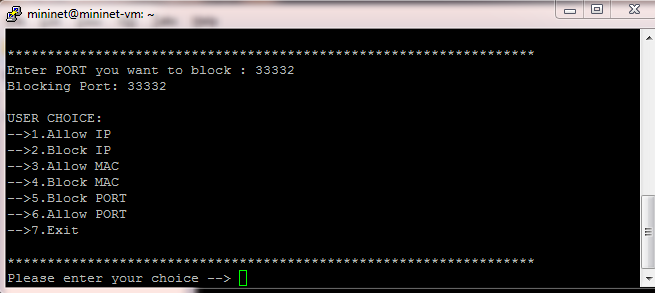 mininet@mininet-vm: ~
******************************************************************
Enter PORT you want to block : 33332
Blocking Port: 33332
USER CHOICE:
-->1.Allow IP
-->2.Block IP
-->3.Allow MAC
-->4.Block MAC
-->5.Block PORT
-->6.Allow PORT
-->7.Exit
******************************************************************
Please enter your choice -->